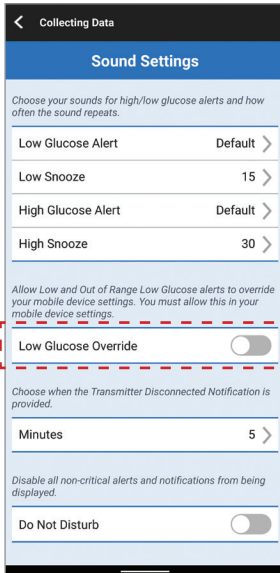 Collecting Data
Sound Settings
Choose your sounds for high/low glucose alerts and how
often the sound repeats.
Low Glucose Alert Default
Low Snooze 15
High Glucose Alert Default
High Snooze 30
Allow Low and Out of Range Low Glucose alerts to override
your mobile device settings. You must allow this in your
mobile device settings.
Low Glucose Override
Choose when the Transmitter Disconnected Notification is
provided.
Minutes 5
Disable all non-critical alerts and notifications from being
displayed.
Do Not Disturb